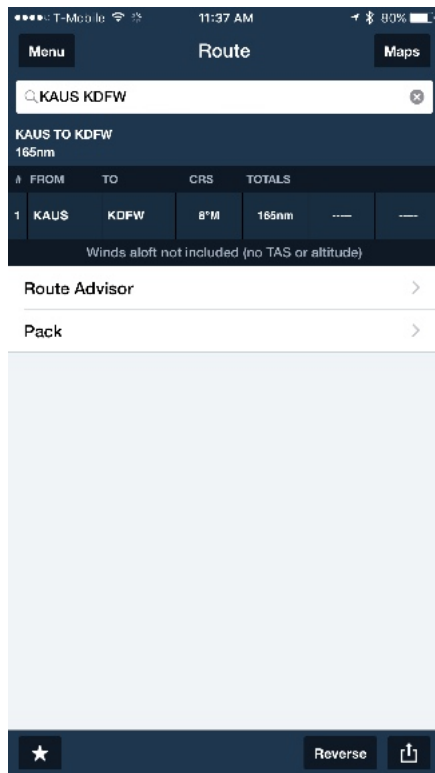 T-Mobile 11:37 AM 80%
Menu Route Maps
KAUS KDFW
KAUS TO KDFW
165nm
# FROM TO CRS TOTALS
1 KAUS KDFW 8°M 165nm ----- -----
Winds aloft not included (no TAS or altitude)
Route Advisor
Pack
Reverse